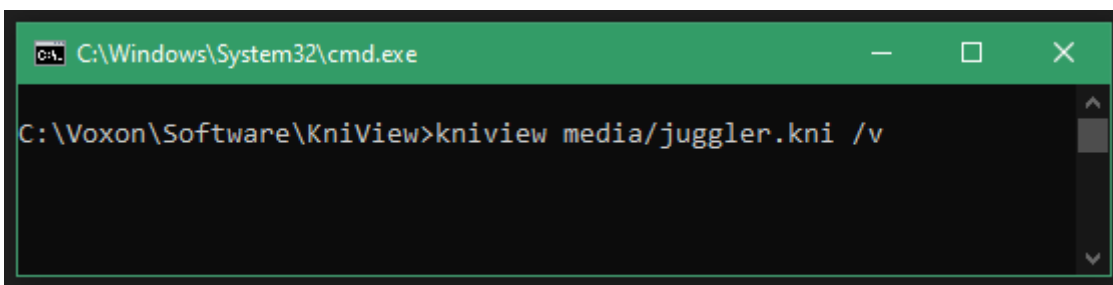 C:\Windows\System32\cmd.exe
C:\Voxon\Software\KniView>kniview media/juggler.kni /v